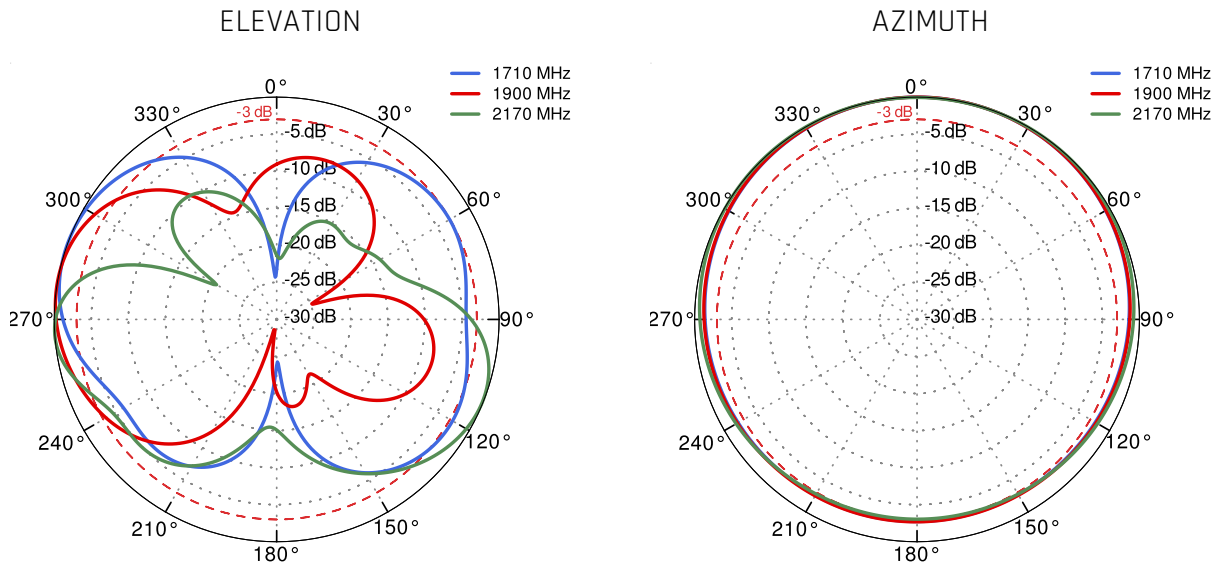 ELEVATION
1710 MHz
1900 MHz
2170 MHz
0°
330°
-3 dB
30°
-5 dB
-10 dB
300°
60°
-15 dB
-20 dB
-25 dB
270°
-30 dB
90°
240°
120°
210°
150°
180°
AZIMUTH
1710 MHz
1900 MHz
2170 MHz
0°
330°
-3 dB
30°
-5 dB
-10 dB
300°
60°
-15 dB
-20 dB
-25 dB
270°
-30 dB
90°
240°
120°
210°
150°
180°